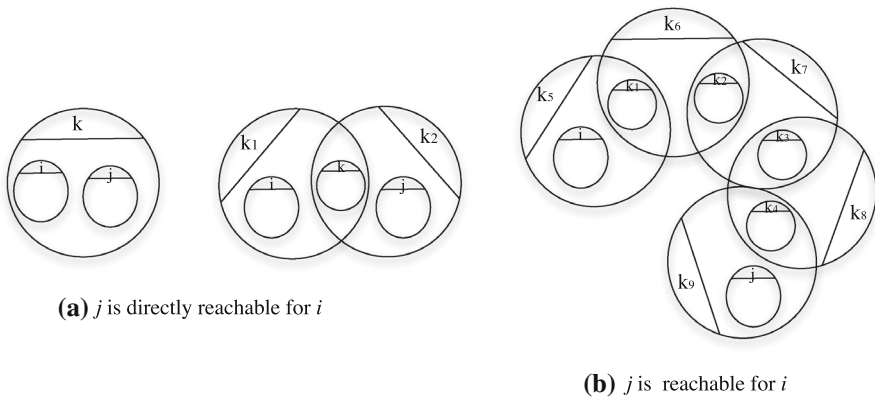 k
i
j
k1
k2
i
k
j
(a) j is directly reachable for i
k6
k5
k7
k1
k2
i
k3
k4
k8
k9
j
(b) j is reachable for i